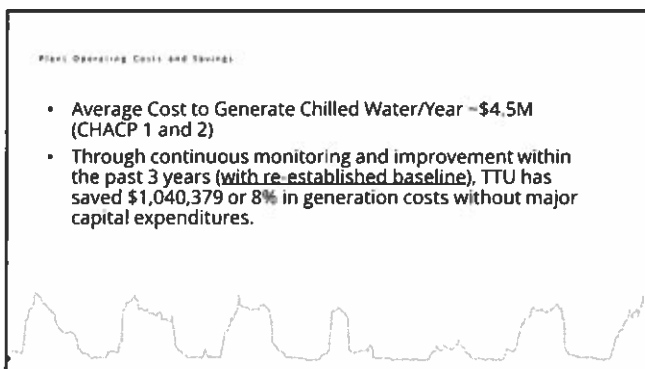 Plant Operating Costs and Savings
• Average Cost to Generate Chilled Water/Year ~$4.5M
(CHACP 1 and 2)
• Through continuous monitoring and improvement within
the past 3 years (with re-established baseline), TTU has
saved $1,040,379 or 8% in generation costs without major
capital expenditures.